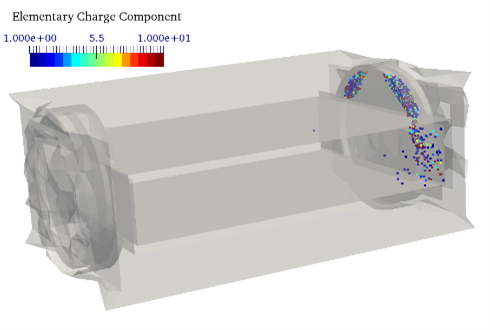 Elementary Charge Component
1.000e+00 5.5 1.000e+01